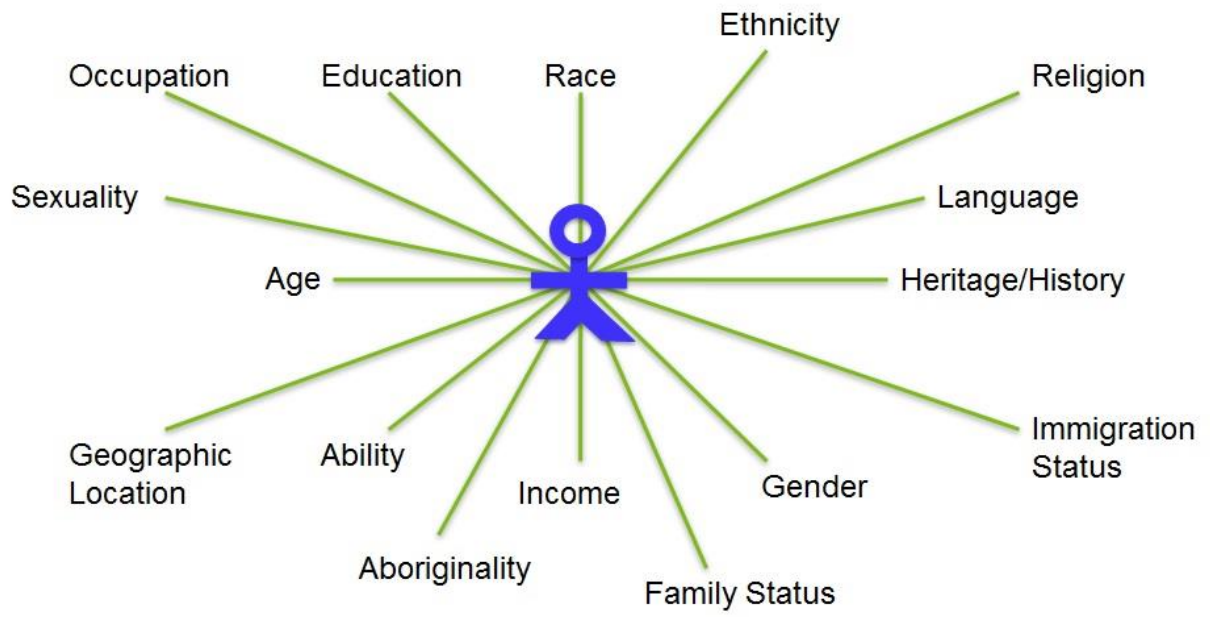 Ethnicity
Occupation
Education
Race
Religion
Sexuality
Language
Age
Heritage/History
Geographic
Location
Ability
Income
Gender
Immigration
Status
Aboriginality
Family Status